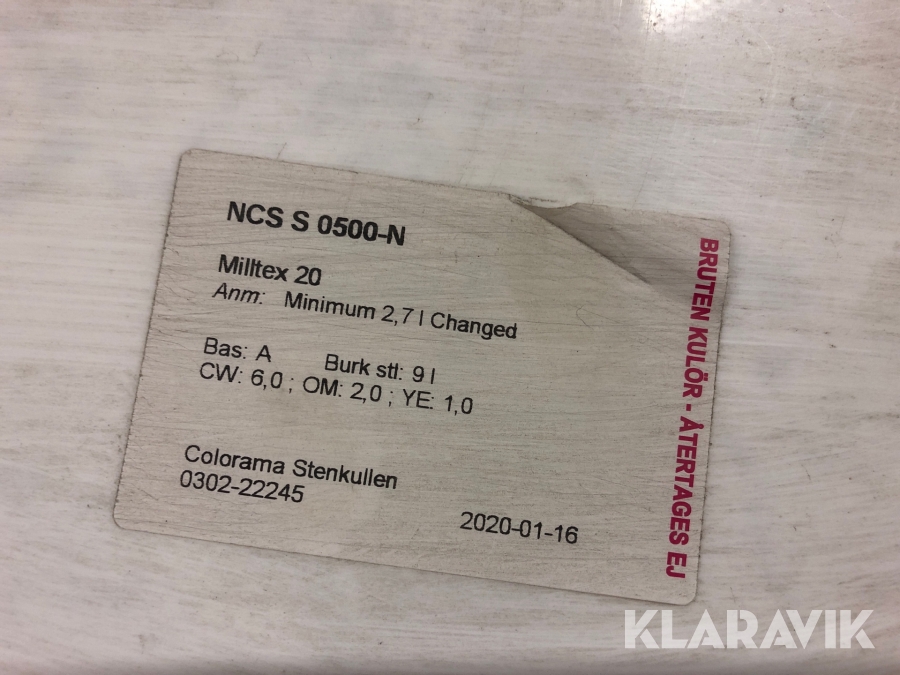 NCS S 0500-N
Milltex 20
Anm: Minimum 2,7 l Changed
Bas: A Burk stl: 9 l
CW: 6,0 ; OM: 2,0 ; YE: 1,0
Colorama Stenkullen
0302-22245
2020-01-16
BRUTEN KULÖR - ÅTERTAGES EJ
KLARAVIK